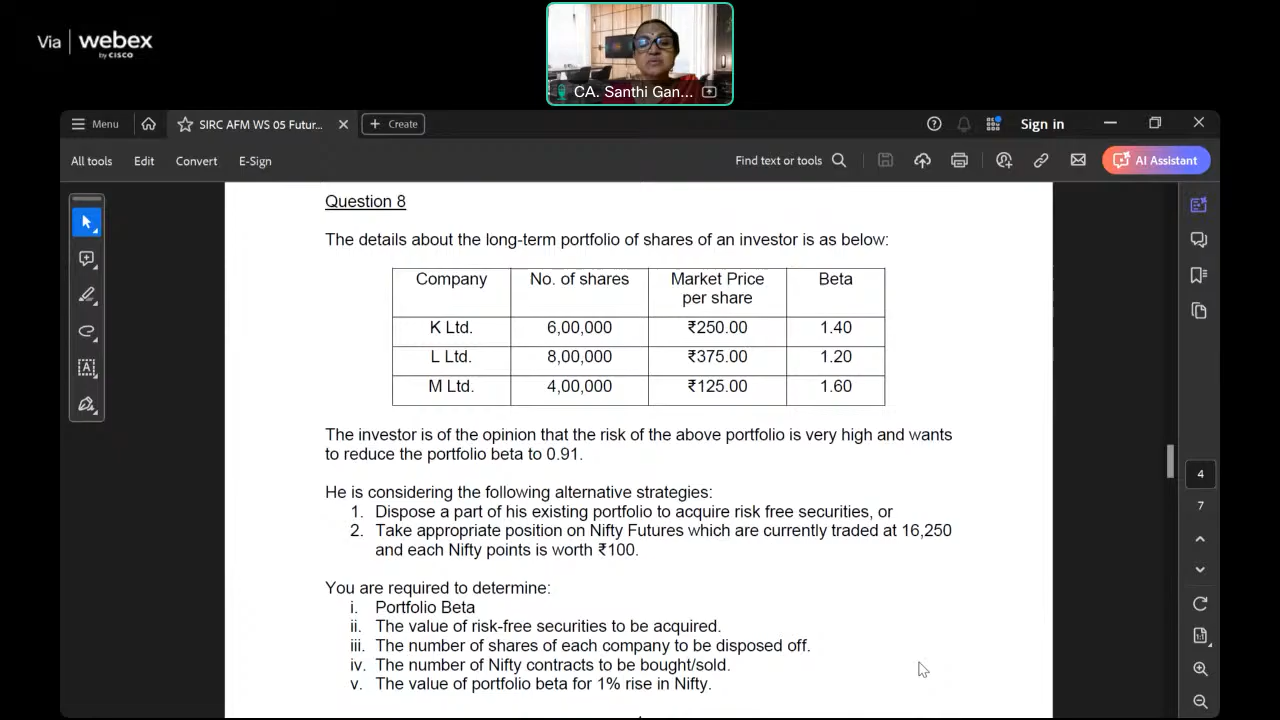 Via webex
by CISCO
CA. Santhi Gan...
Menu SIRC AFM WS 05 Futur... + Create Sign in
All tools Edit Convert E-Sign Find text or tools AI Assistant
Question 8
The details about the long-term portfolio of shares of an investor is as below:
Company No. of shares Market Price per share Beta
K Ltd. 6,00,000 ₹250.00 1.40
L Ltd. 8,00,000 ₹375.00 1.20
M Ltd. 4,00,000 ₹125.00 1.60
The investor is of the opinion that the risk of the above portfolio is very high and wants
to reduce the portfolio beta to 0.91.
He is considering the following alternative strategies:
1. Dispose a part of his existing portfolio to acquire risk free securities, or
2. Take appropriate position on Nifty Futures which are currently traded at 16,250
and each Nifty points is worth ₹100.
You are required to determine:
i. Portfolio Beta
ii. The value of risk-free securities to be acquired.
iii. The number of shares of each company to be disposed off.
iv. The number of Nifty contracts to be bought/sold.
v. The value of portfolio beta for 1% rise in Nifty.
4
7